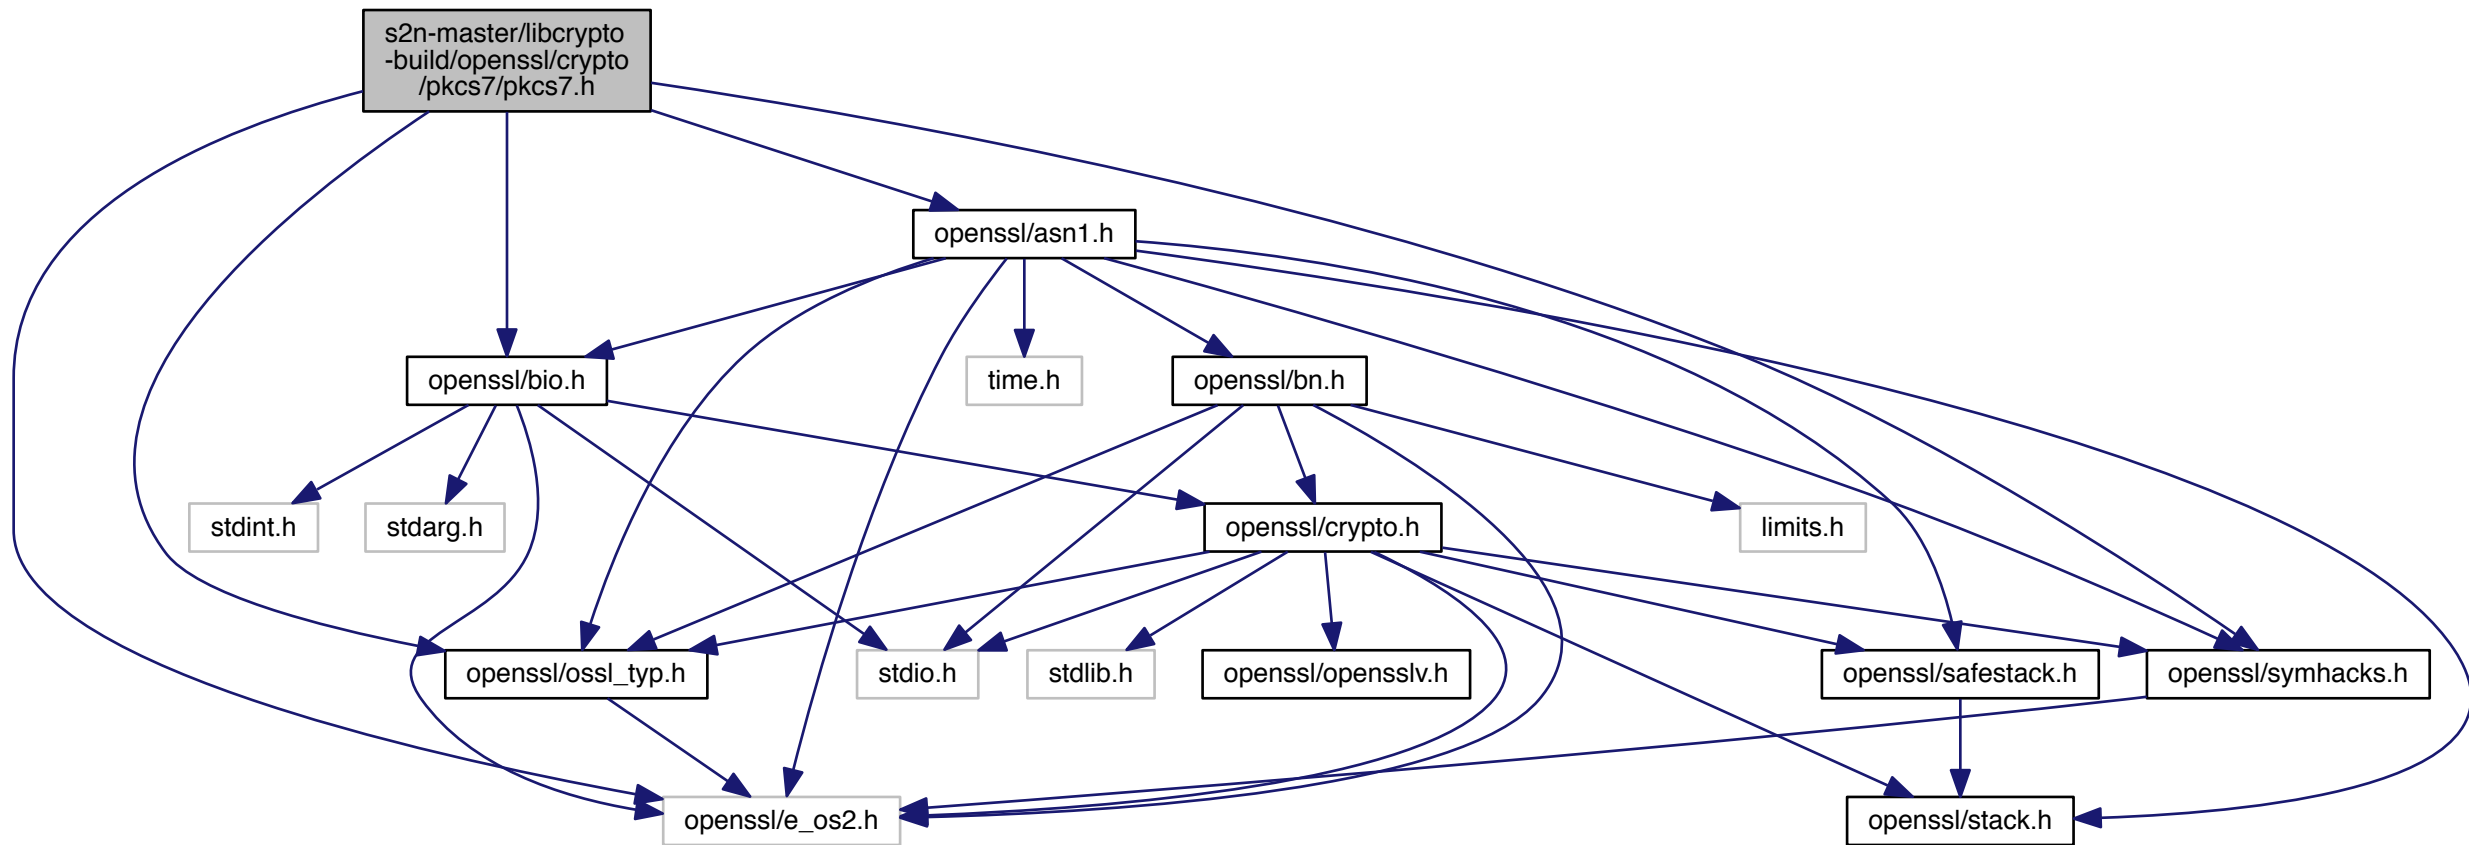 s2n-master/libcrypto
-build/openssl/crypto
/pkcs7/pkcs7.h
openssl/asn1.h
openssl/bio.h
time.h
openssl/bn.h
stdint.h
stdarg.h
openssl/crypto.h
limits.h
openssl/ossl_typ.h
stdio.h
stdlib.h
openssl/opensslv.h
openssl/safestack.h
openssl/symhacks.h
openssl/e_os2.h
openssl/stack.h